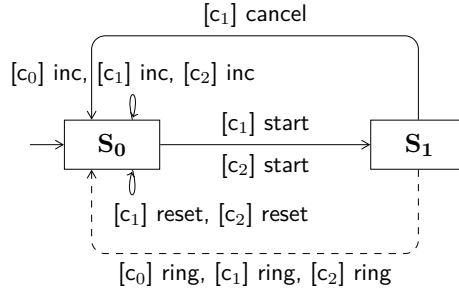 [c₁] cancel
[c₀] inc, [c₁] inc, [c₂] inc
[c₁] start
S₀
S₁
[c₂] start
[c₁] reset, [c₂] reset
[c₀] ring, [c₁] ring, [c₂] ring